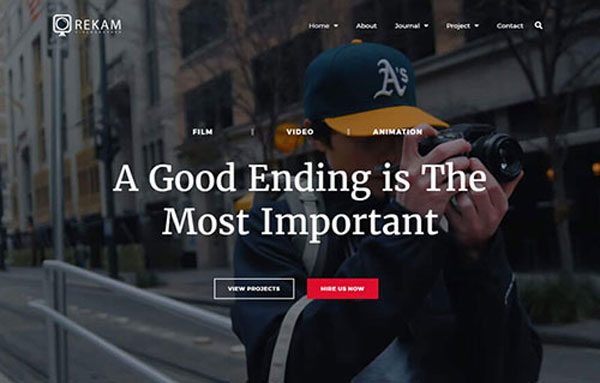 REKAM
Home About Journal Project Contact
A's
FILM VIDEO ANIMATION
A Good Ending is The
Most Important
VIEW PROJECTS HIRE US NOW